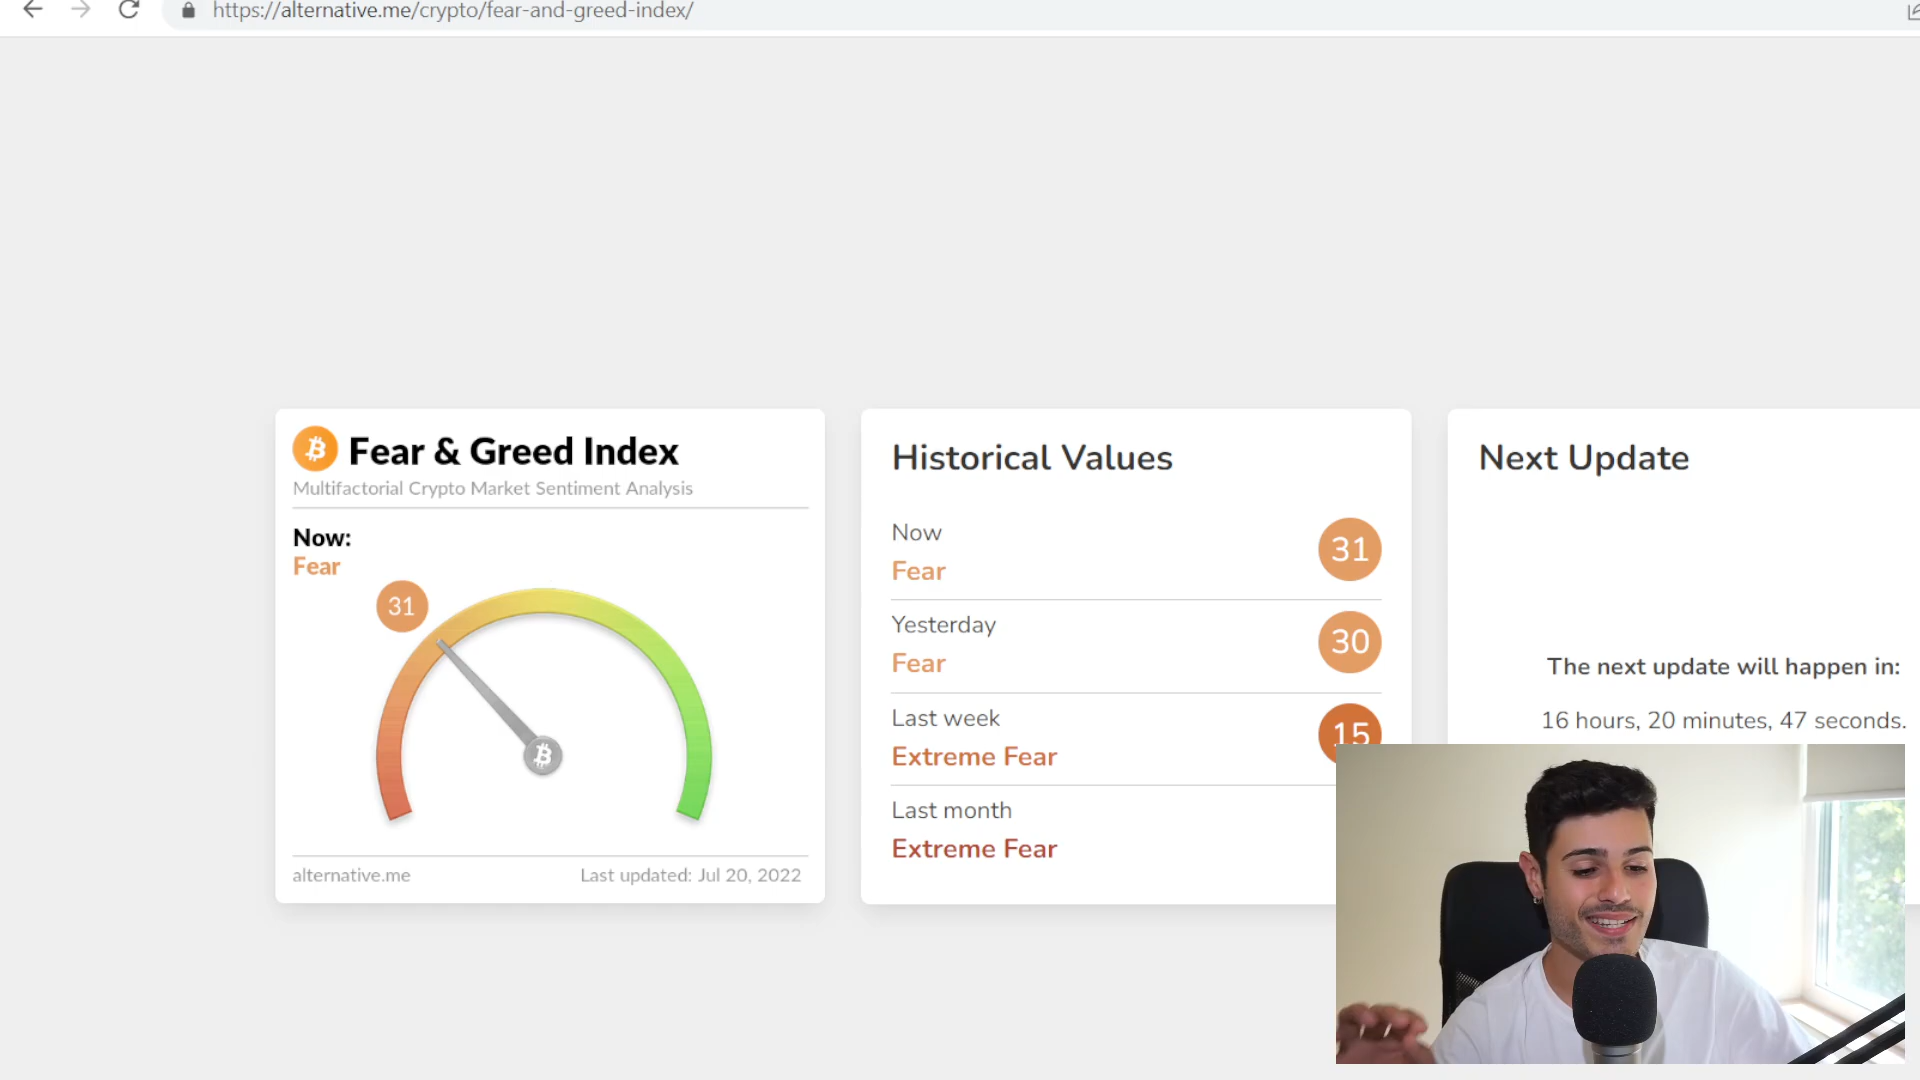 https://alternative.me/crypto/fear-and-greed-index/
Fear & Greed Index
Multifactorial Crypto Market Sentiment Analysis
Now:
Fear
31
alternative.me
Last updated: Jul 20, 2022
Historical Values
Now
Fear
31
Yesterday
Fear
30
Last week
Extreme Fear
15
Last month
Extreme Fear
Next Update
The next update will happen in:
16 hours, 20 minutes, 47 seconds.